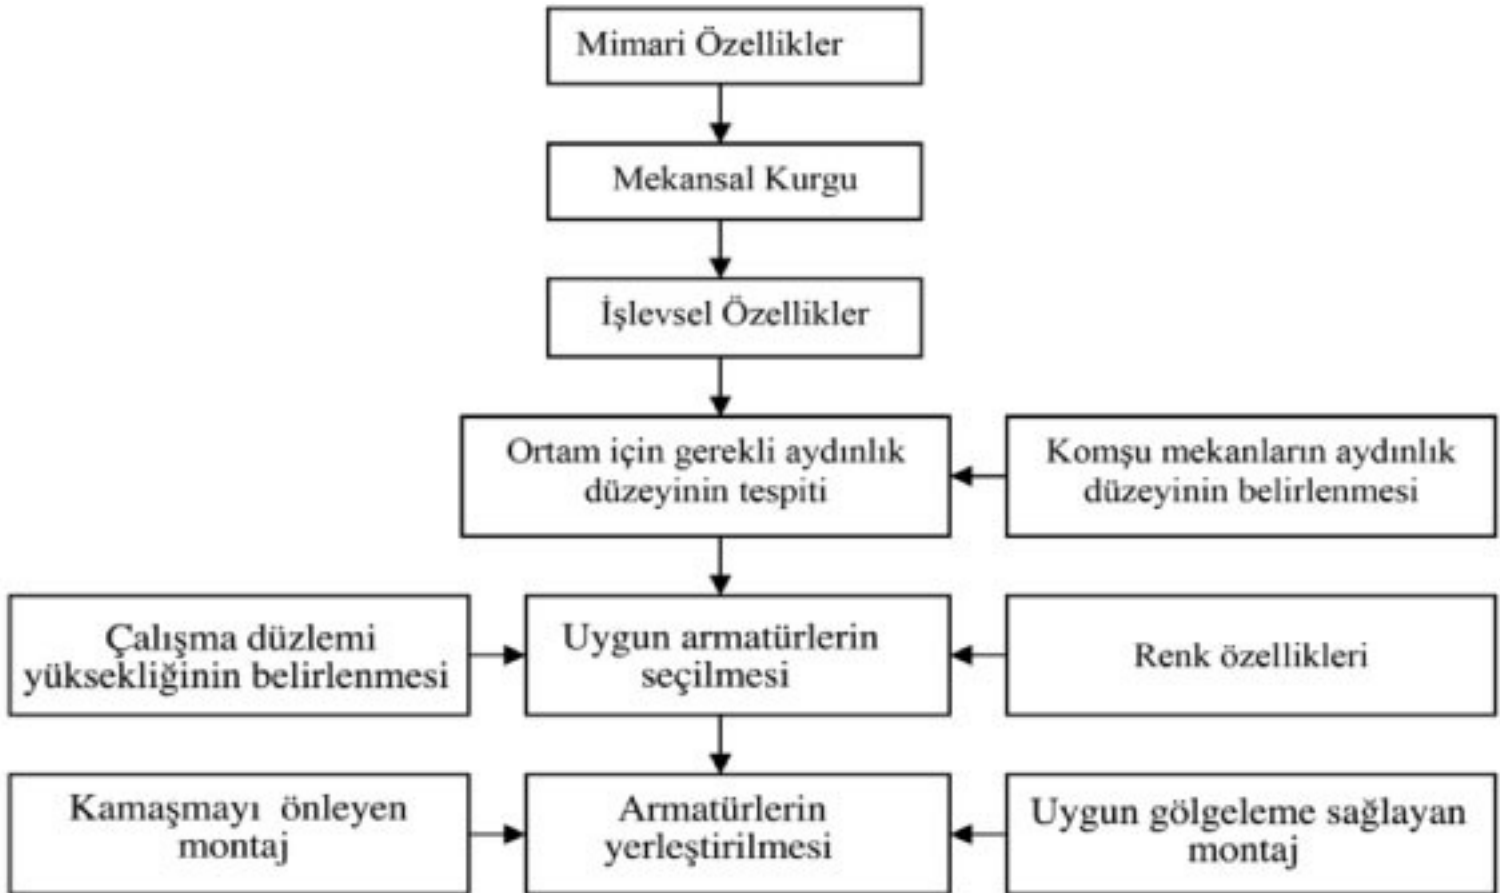 Mimari Özellikler
Mekansal Kurgu
İşlevsel Özellikler
Ortam için gerekli aydınlık
düzeyinin tespiti
Komşu mekanların aydınlık
düzeyinin belirlenmesi
Çalışma düzlemi
yüksekliğinin belirlenmesi
Uygun armatürlerin
seçilmesi
Renk özellikleri
Kamaşmayı önleyen
montaj
Armatürlerin
yerleştirilmesi
Uygun gölgeleme sağlayan
montaj